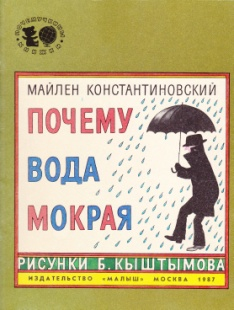 МАЙЛЕН КОНСТАНТИНОВСКИЙ
ПОЧЕМУ
ВОДА
МОКРАЯ
РИСУНКИ Б. КЫШТЫМОВА
ИЗДАТЕЛЬСТВО «МАЛЫШ» МОСКВА 1987